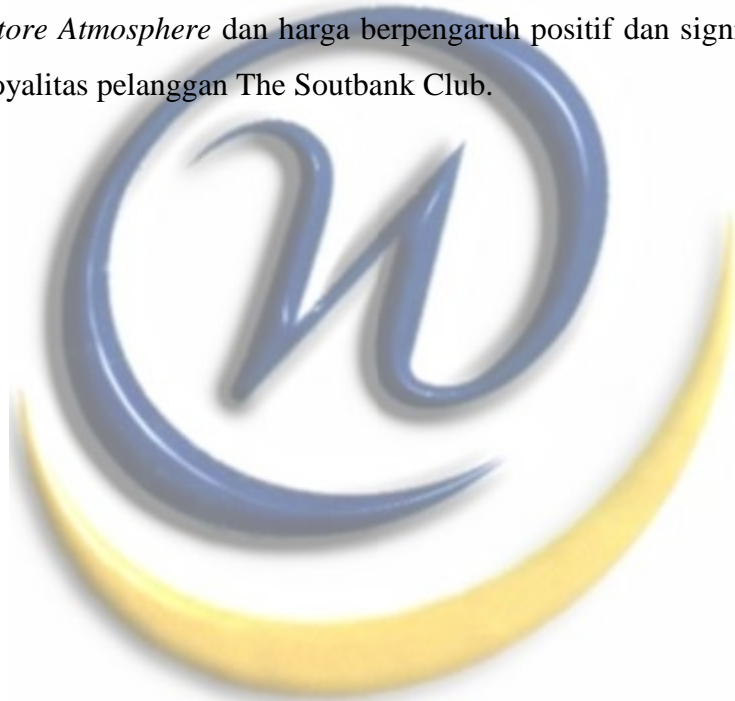 tore Atmosphere dan harga berpengaruh positif dan signi
oyalitas pelanggan The Soutbank Club.